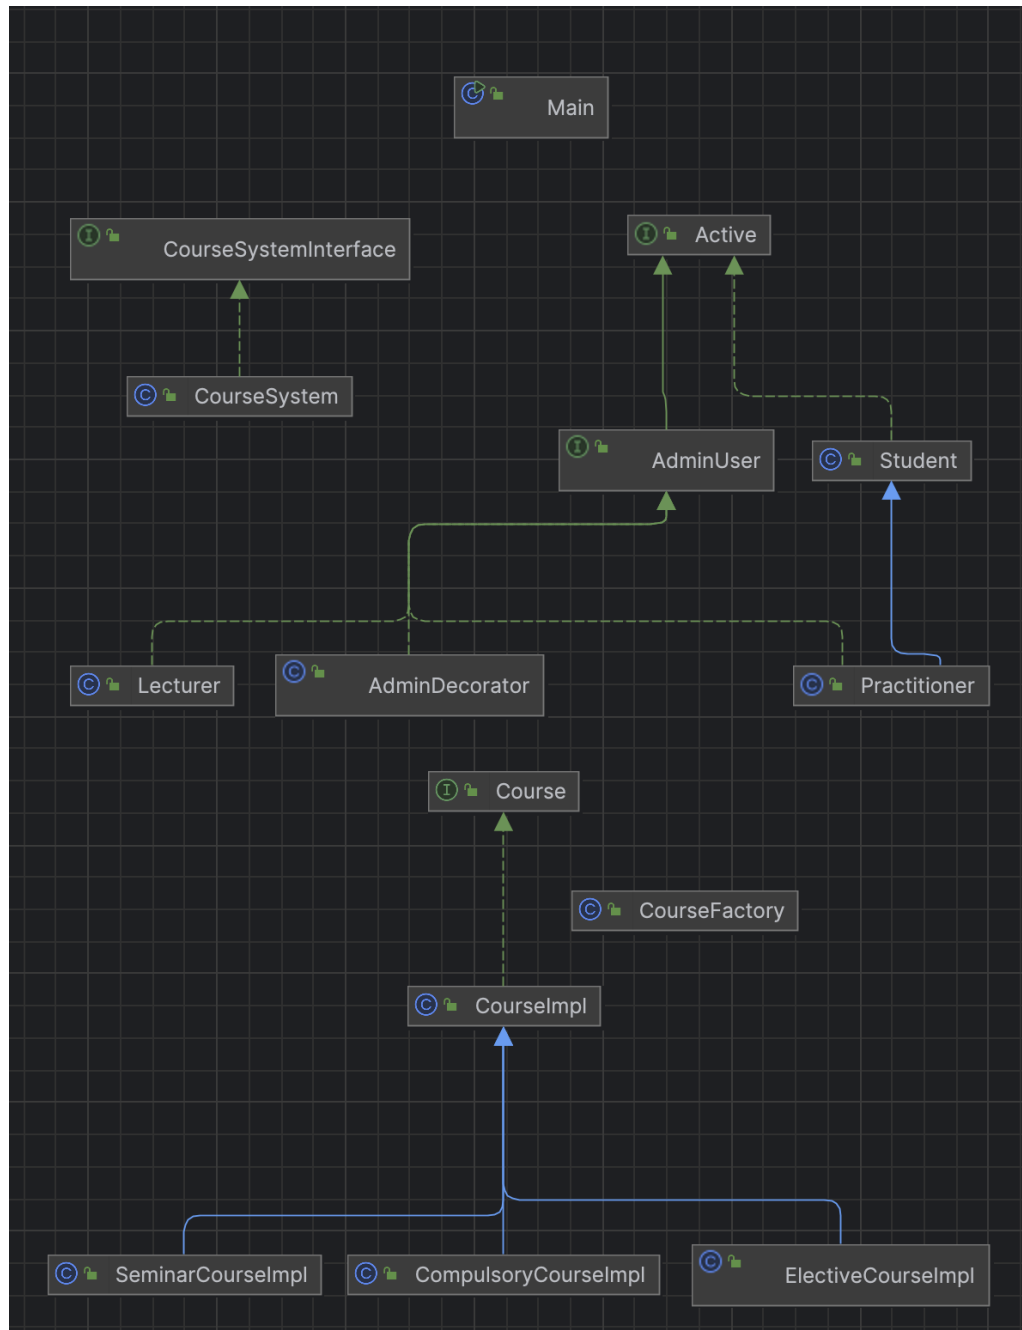 Main
CourseSystemInterface
Active
CourseSystem
AdminUser
Student
Lecturer
AdminDecorator
Practitioner
Course
CourseFactory
CourseImpl
SeminarCourseImpl
CompulsoryCourseImpl
ElectiveCourseImpl